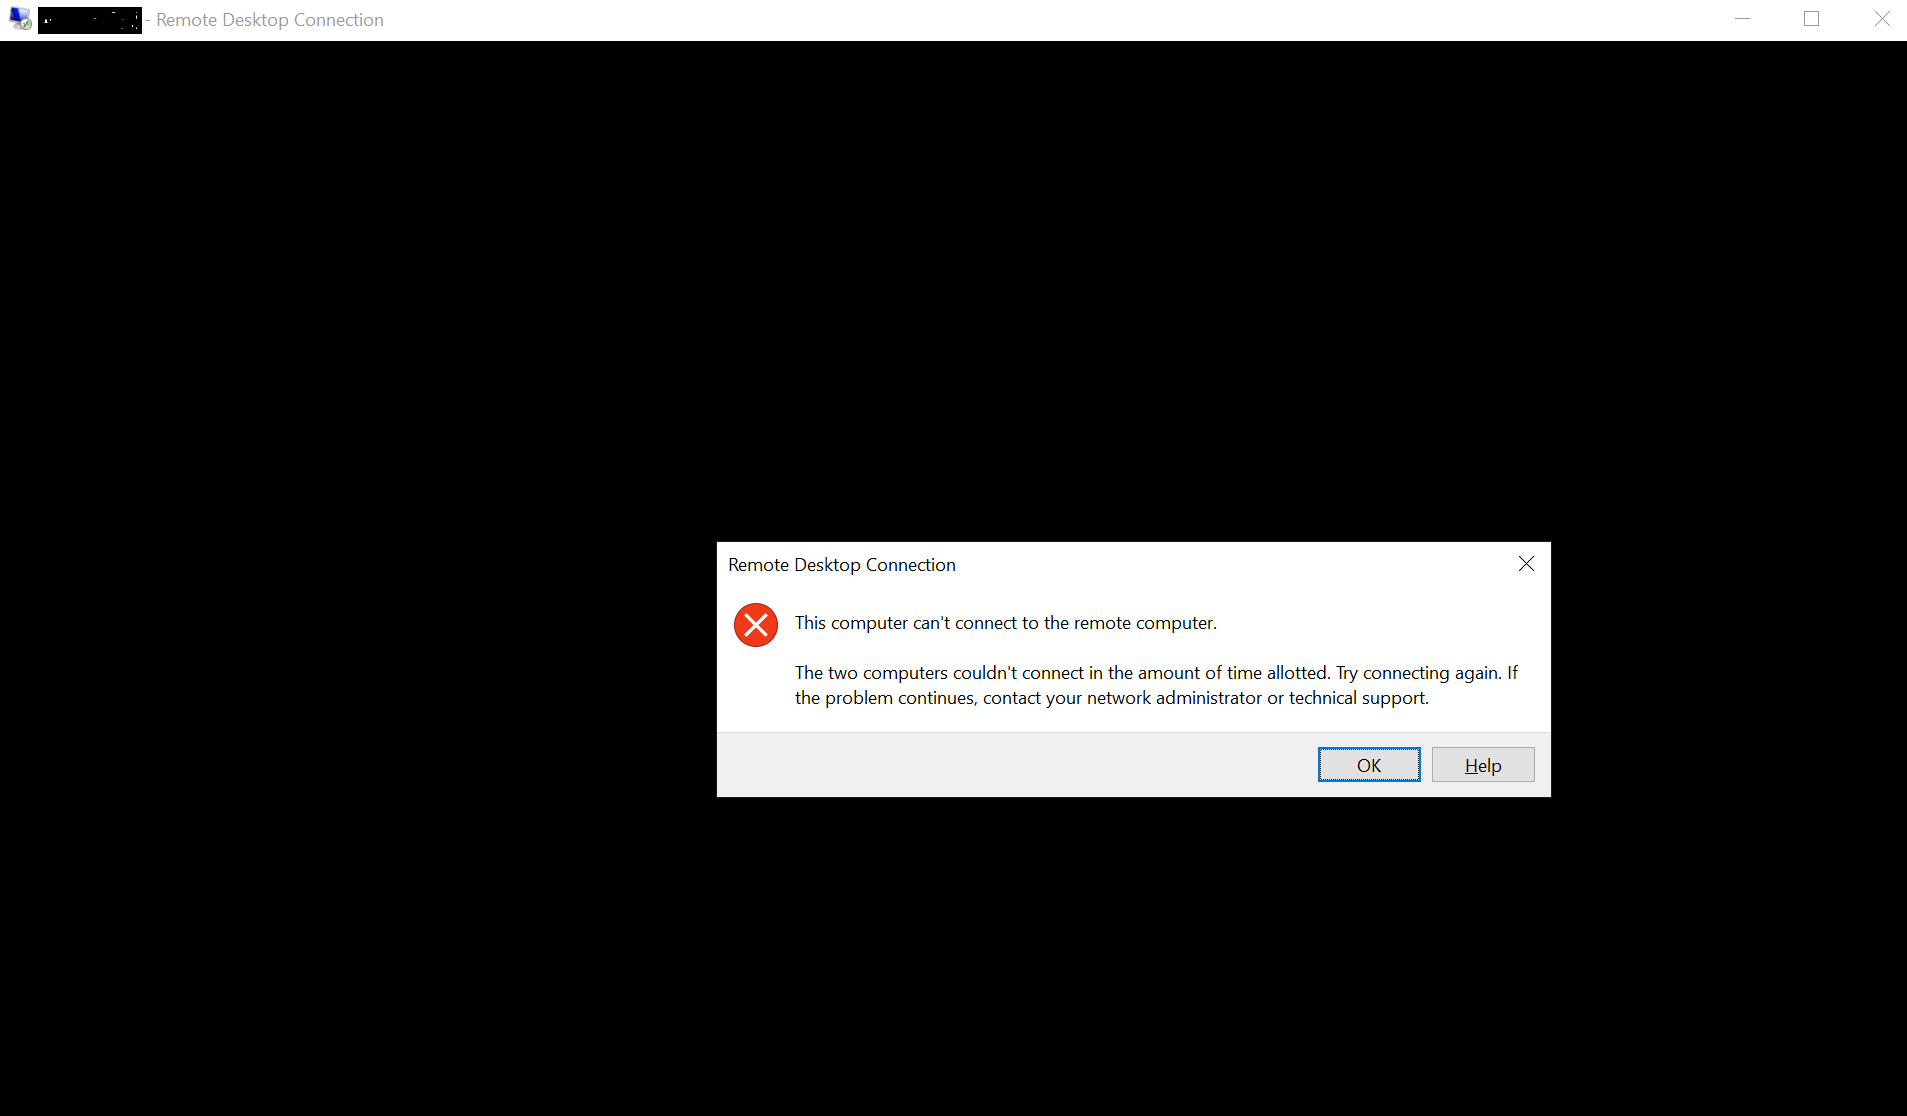 - Remote Desktop Connection
Remote Desktop Connection
This computer can't connect to the remote computer.
The two computers couldn't connect in the amount of time allotted. Try connecting again. If
the problem continues, contact your network administrator or technical support.
OK
Help